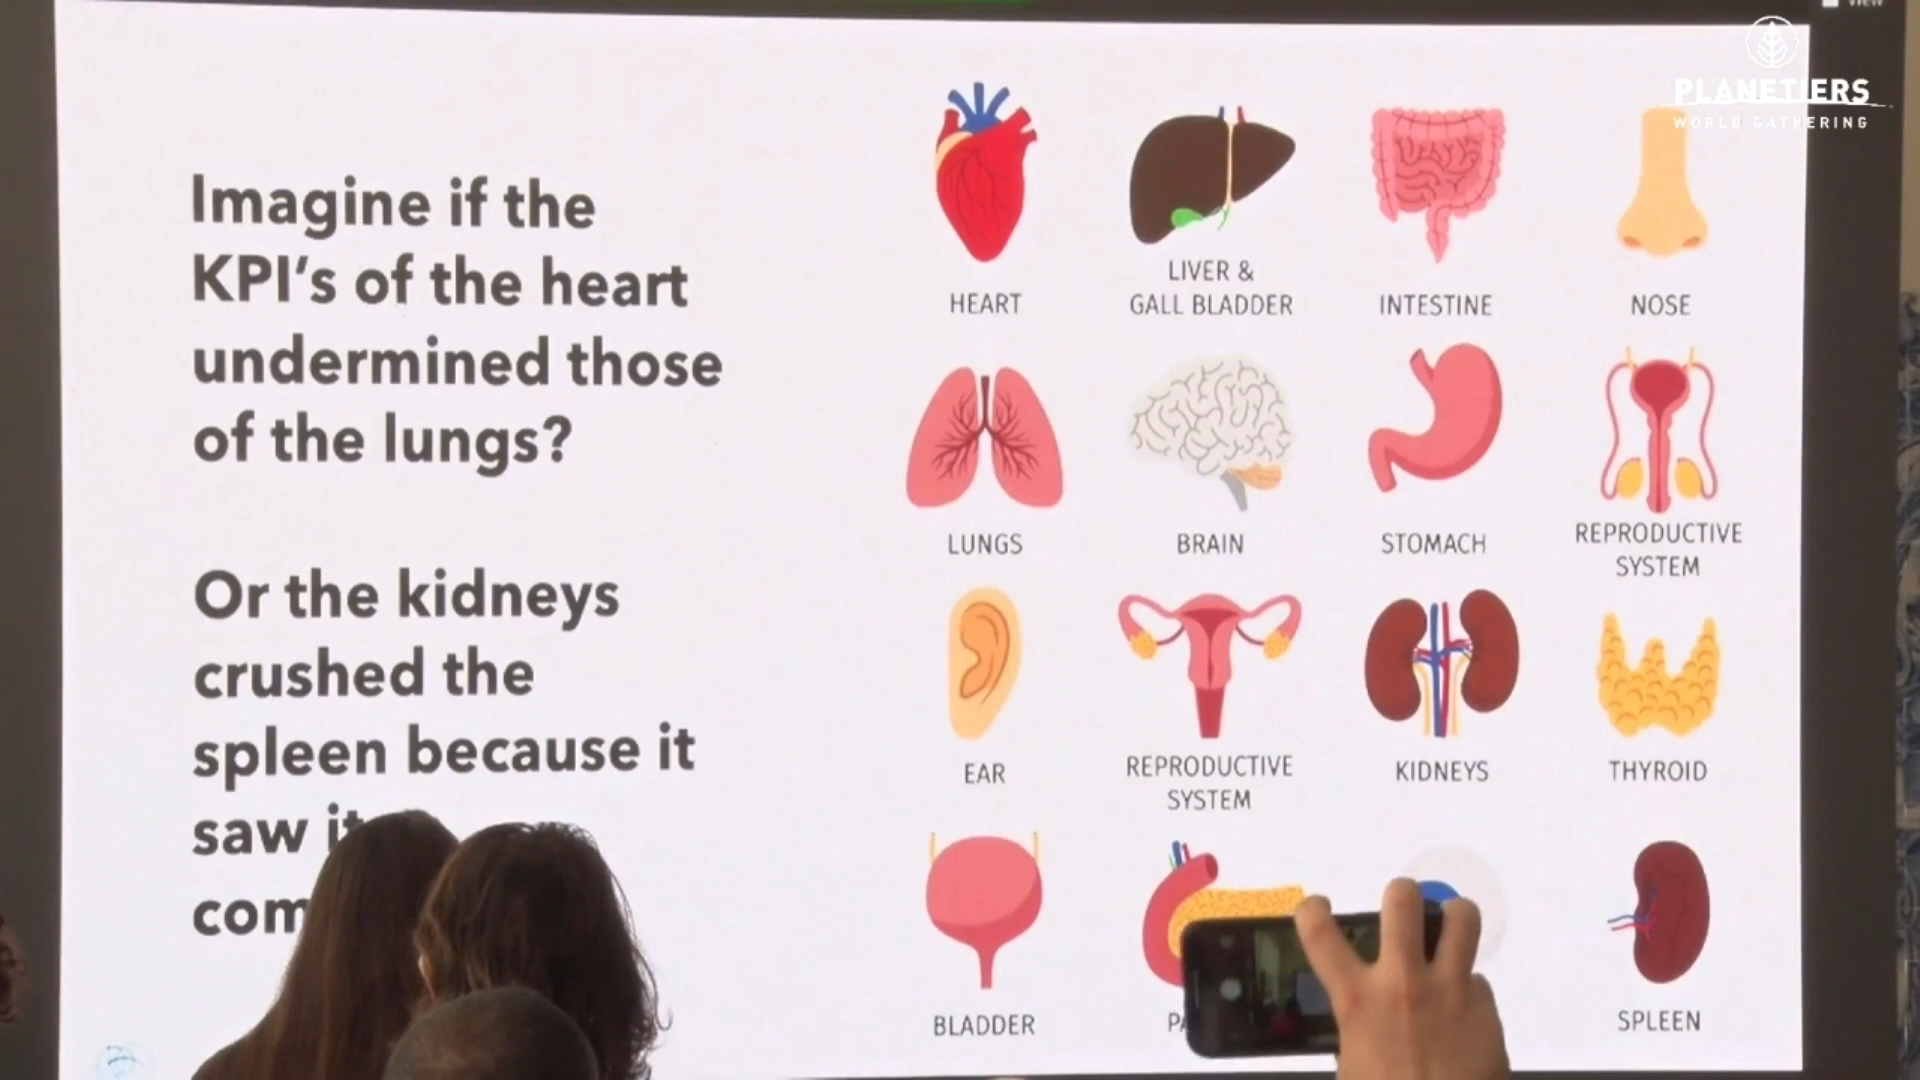 View
PLANETIERS
WORLD GATHERING
Imagine if the
KPI's of the heart
undermined those
of the lungs?
Or the kidneys
crushed the
spleen because it
saw
HEART
LIVER &
GALL BLADDER
INTESTINE
NOSE
LUNGS
BRAIN
STOMACH
REPRODUCTIVE
SYSTEM
EAR
REPRODUCTIVE
SYSTEM
KIDNEYS
THYROID
BLADDER
SPLEEN